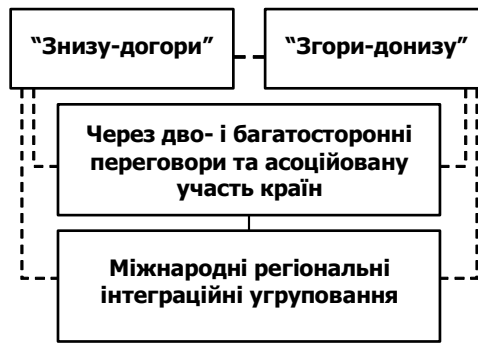 “Знизу-догори”
“Згори-донизу”
Через дво- і багатосторонні
переговори та асоційовану
участь країн
Міжнародні регіональні
інтеграційні угруповання